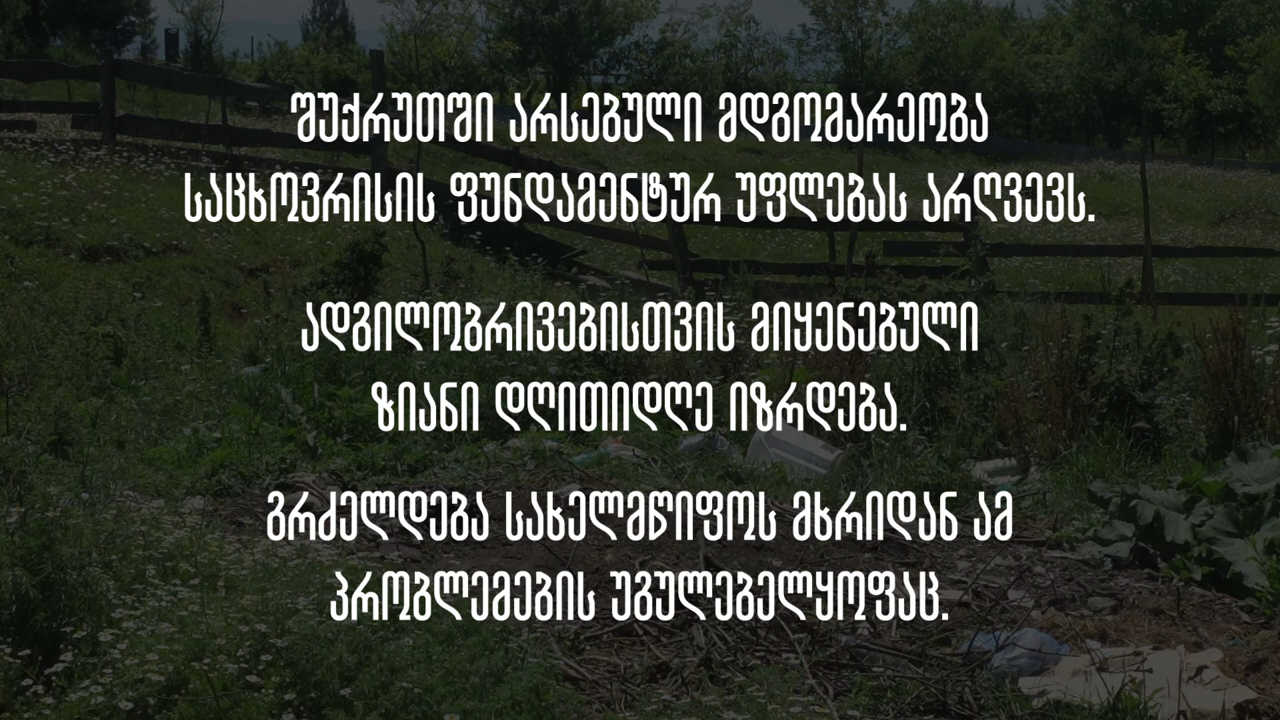 შუქრუთში არსებული მდგომარეობა
საცხოვრისის ფუნდამენტურ უფლებას არღვევს.
ადგილობრივებისთვის მიყენებული
ზიანი დღითიდღე იზრდება.
გრძელდება სახელმწიფოს მხრიდან ამ
პრობლემების უგულებელყოფაც.